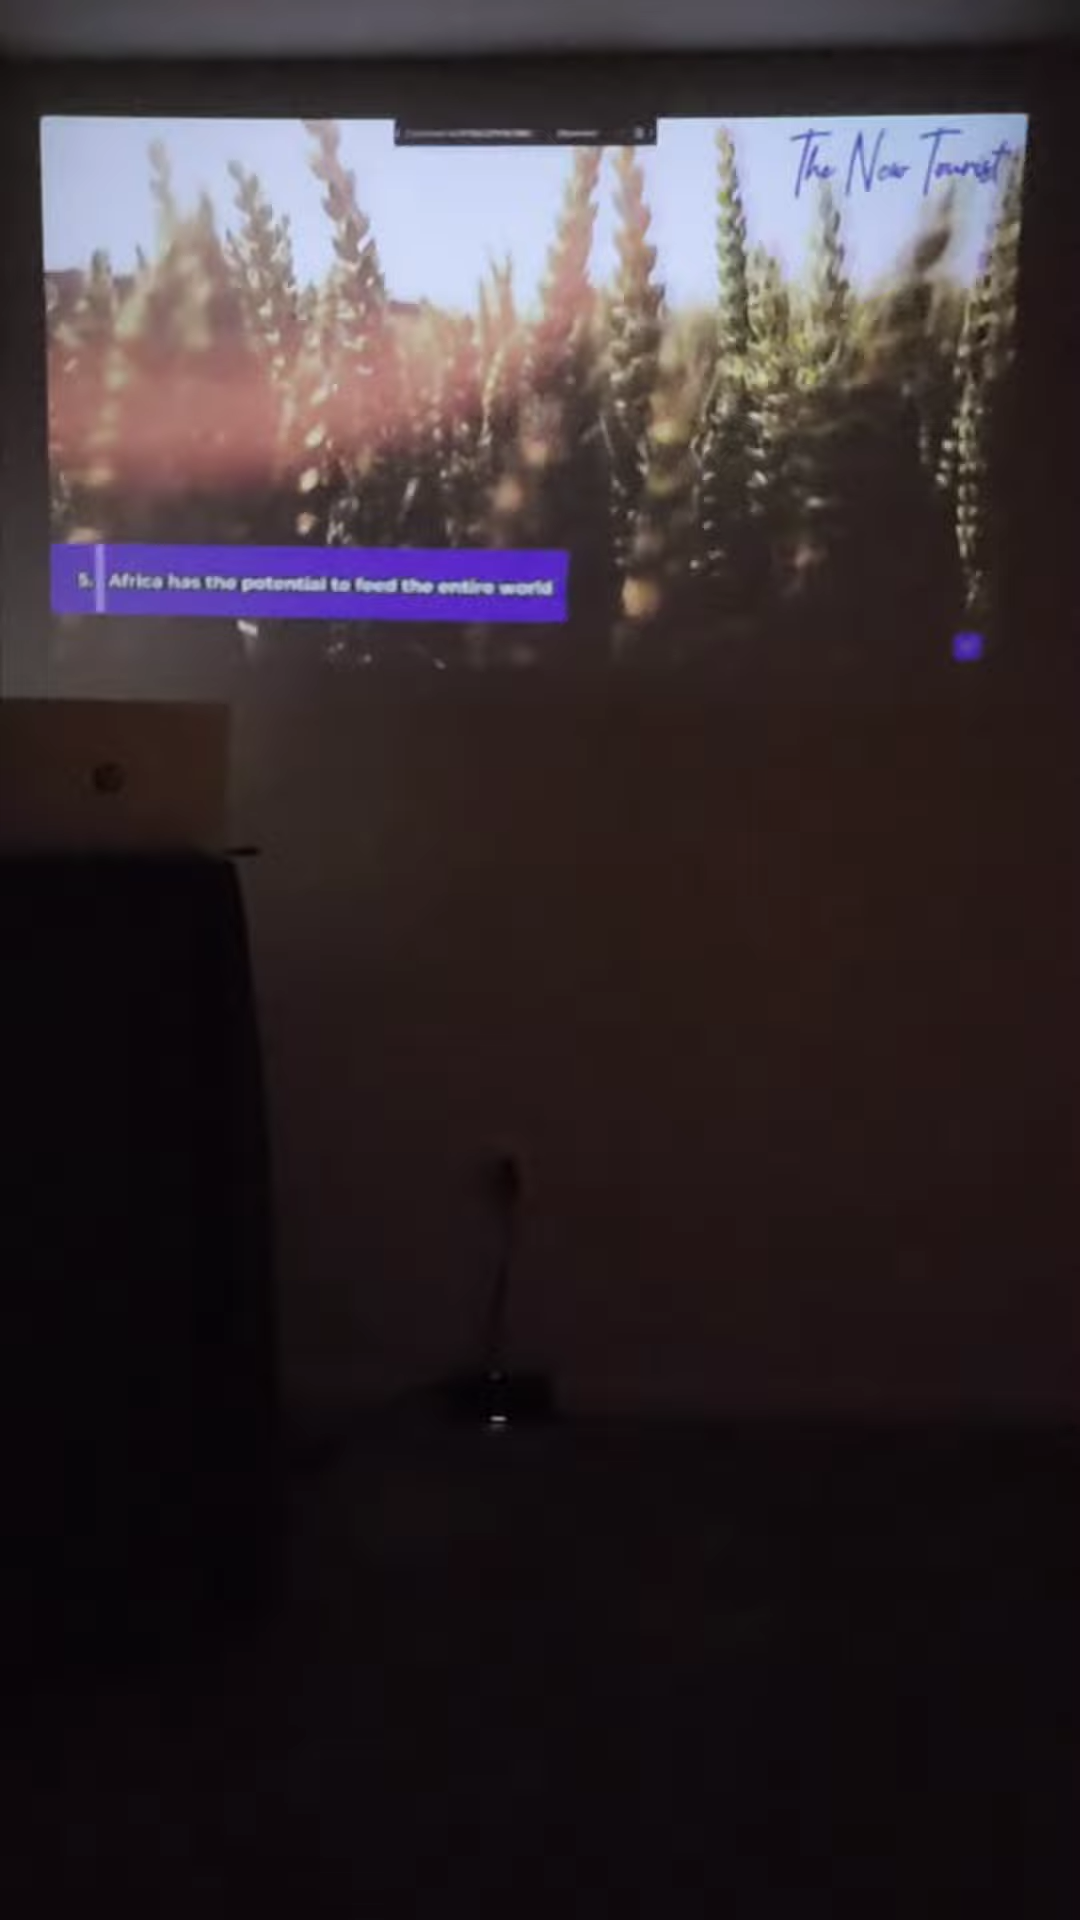 The New Tourist
5. Africa has the potential to feed the entire world